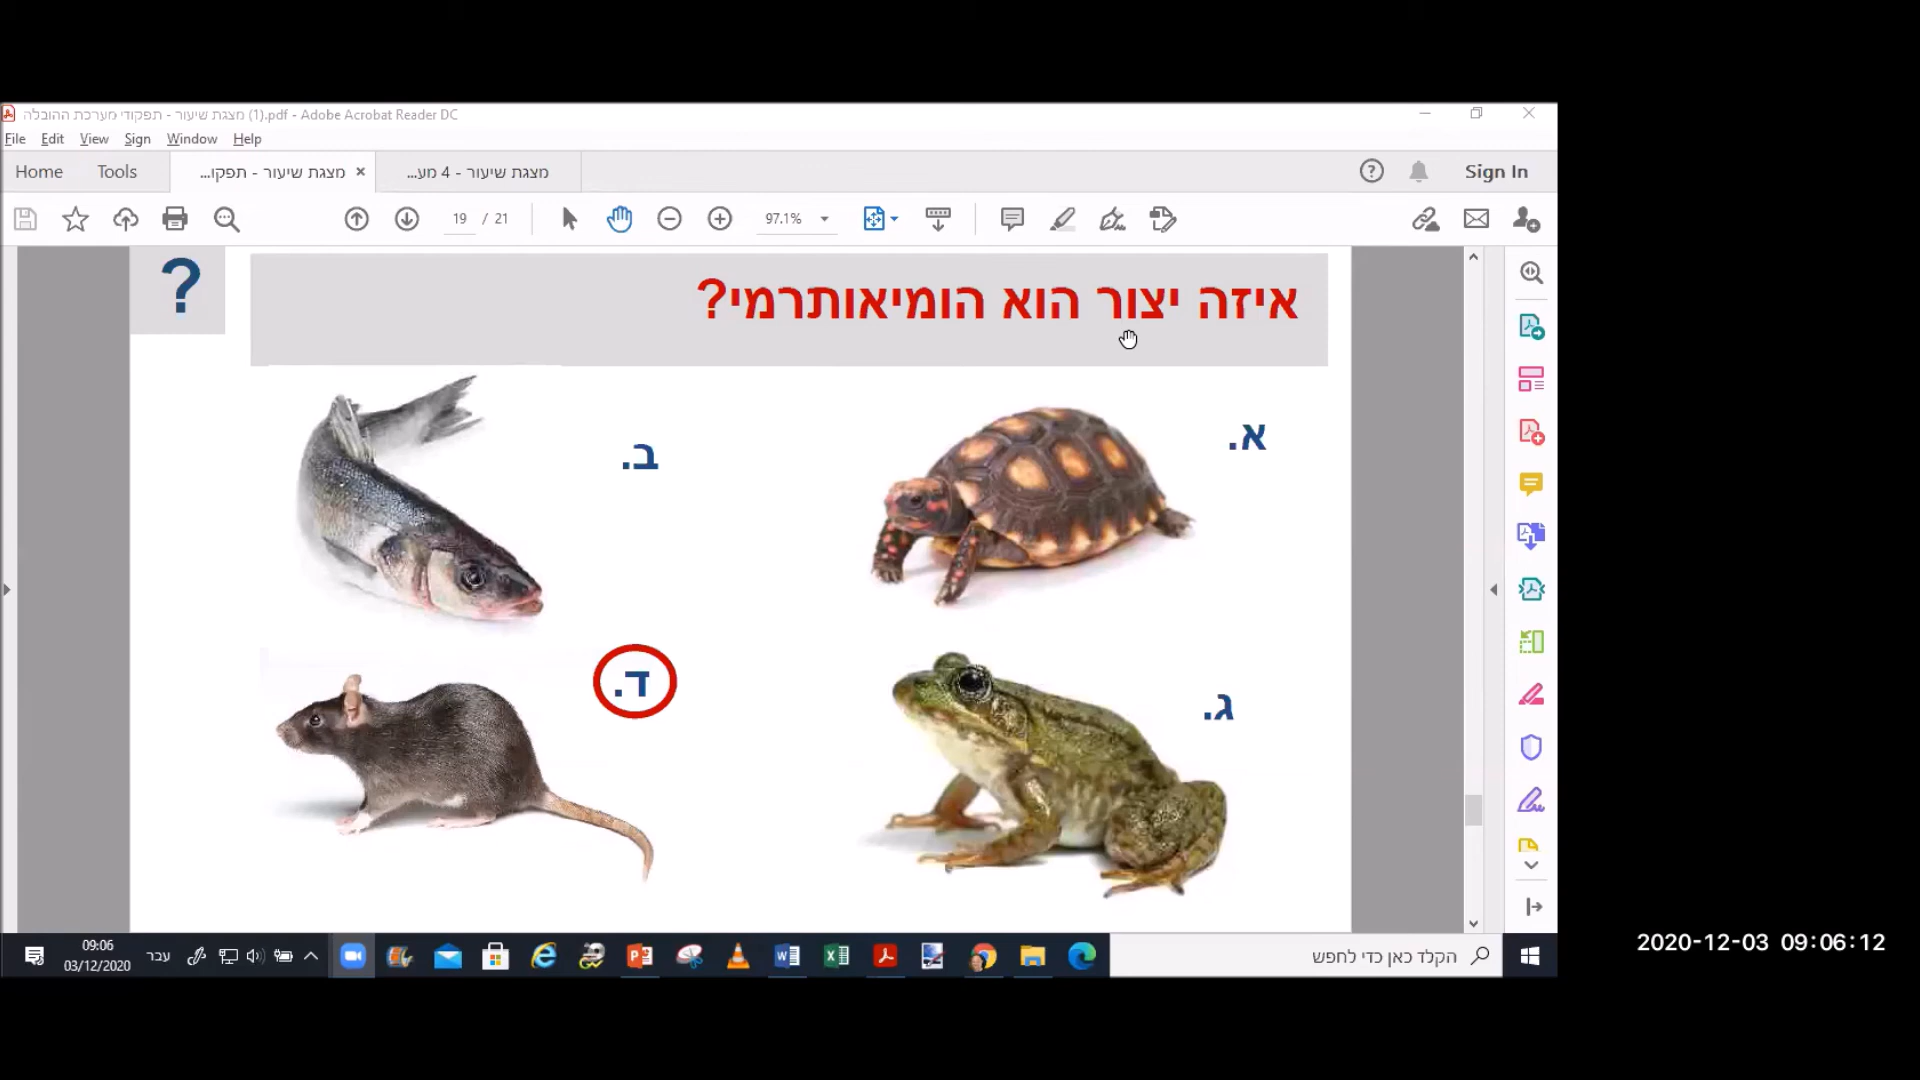 מצגת שיעור - תפקודי מערכת ההובלה (1).pdf - Adobe Acrobat Reader DC
File Edit View Sign Window Help
Home Tools מצגת שיעור - תפקו... × מצגת שיעור - 4 מע... Sign In
19 / 21 97.1%
?
איזה יצור הוא הומיאותרמי?
א.
ב.
ג.
ד.
09:06
03/12/2020
עבר
הקלד כאן כדי לחפש
2020-12-03 09:06:12